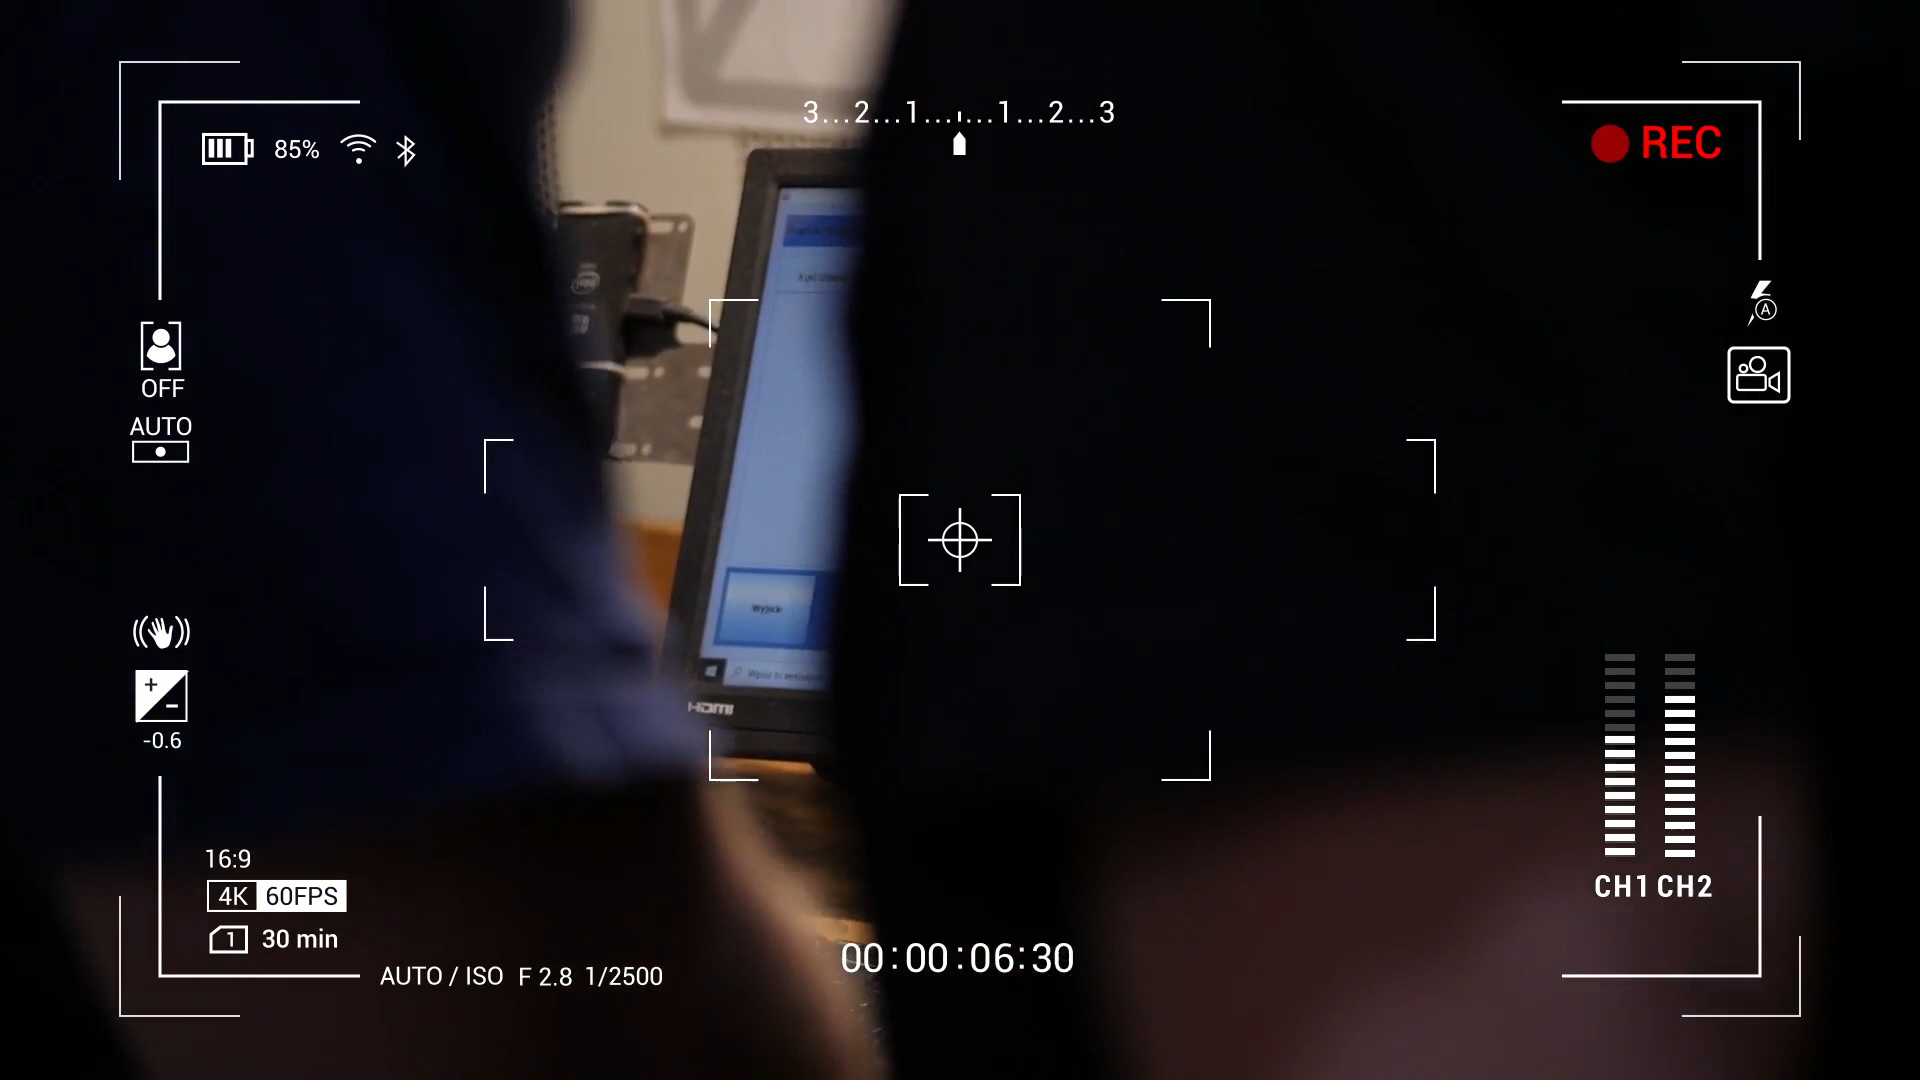 3...2...1.......1...2...3
85%
REC
A
OFF
AUTO
HDMI
-0.6
16:9
4K 60FPS
1 30 min
CH1 CH2
00:00:06:30
AUTO / ISO F 2.8 1/2500